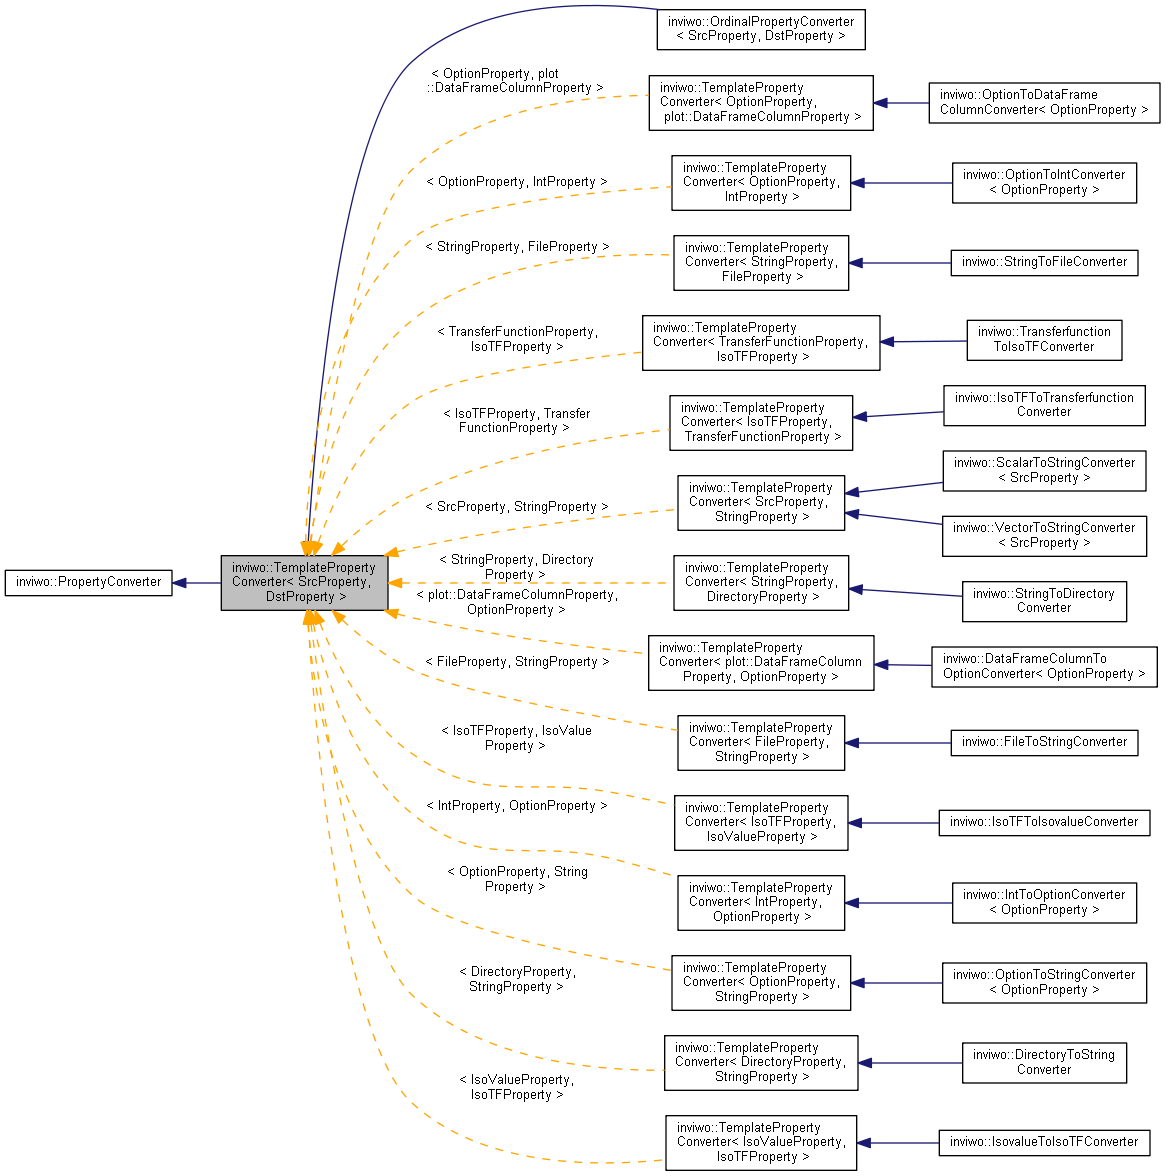 inviwo::OrdinalPropertyConverter
< SrcProperty, DstProperty >
< OptionProperty, plot
::DataFrameColumnProperty >
inviwo::TemplateProperty
Converter< OptionProperty,
plot::DataFrameColumnProperty >
inviwo::OptionToDataFrame
ColumnConverter< OptionProperty >
< OptionProperty, IntProperty >
inviwo::TemplateProperty
Converter< OptionProperty,
IntProperty >
inviwo::OptionToIntConverter
< OptionProperty >
< StringProperty, FileProperty >
inviwo::TemplateProperty
Converter< StringProperty,
FileProperty >
inviwo::StringToFileConverter
< TransferFunctionProperty,
IsoTFProperty >
inviwo::TemplateProperty
Converter< TransferFunctionProperty,
IsoTFProperty >
inviwo::Transferfunction
ToIsoTFConverter
< IsoTFProperty, Transfer
FunctionProperty >
inviwo::TemplateProperty
Converter< IsoTFProperty,
TransferFunctionProperty >
inviwo::IsoTFToTransferfunction
Converter
< SrcProperty, StringProperty >
inviwo::TemplateProperty
Converter< SrcProperty,
StringProperty >
inviwo::ScalarToStringConverter
< SrcProperty >
inviwo::VectorToStringConverter
< SrcProperty >
inviwo::PropertyConverter
inviwo::TemplateProperty
Converter< SrcProperty,
DstProperty >
< StringProperty, Directory
Property >
inviwo::TemplateProperty
Converter< StringProperty,
DirectoryProperty >
inviwo::StringToDirectory
Converter
< plot::DataFrameColumnProperty,
OptionProperty >
inviwo::TemplateProperty
Converter< plot::DataFrameColumn
Property, OptionProperty >
inviwo::DataFrameColumnTo
OptionConverter< OptionProperty >
< FileProperty, StringProperty >
inviwo::TemplateProperty
Converter< FileProperty,
StringProperty >
inviwo::FileToStringConverter
< IsoTFProperty, IsoValue
Property >
inviwo::TemplateProperty
Converter< IsoTFProperty,
IsoValueProperty >
inviwo::IsoTFToIsovalueConverter
< IntProperty, OptionProperty >
inviwo::TemplateProperty
Converter< IntProperty,
OptionProperty >
inviwo::IntToOptionConverter
< OptionProperty >
< OptionProperty, String
Property >
inviwo::TemplateProperty
Converter< OptionProperty,
StringProperty >
inviwo::OptionToStringConverter
< OptionProperty >
< DirectoryProperty,
StringProperty >
inviwo::TemplateProperty
Converter< DirectoryProperty,
StringProperty >
inviwo::DirectoryToString
Converter
< IsoValueProperty,
IsoTFProperty >
inviwo::TemplateProperty
Converter< IsoValueProperty,
IsoTFProperty >
inviwo::IsovalueToIsoTFConverter